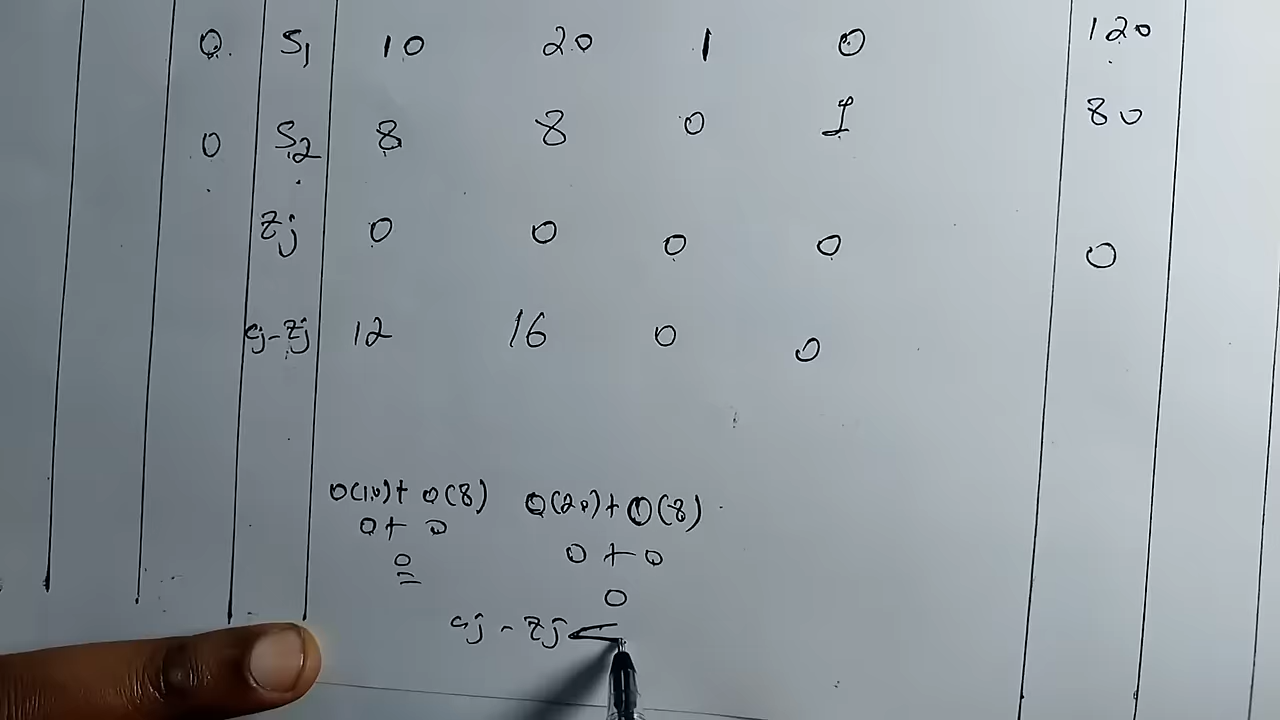 0 S1 10 20 1 0 120
0 S2 8 8 0 1 80
Zj 0 0 0 0 0
Cj-Zj 12 16 0 0
0(10)+ 0(8) 0(20)+0(8)
0+ 0 0 + 0
0 0
Cj - Zj ≤